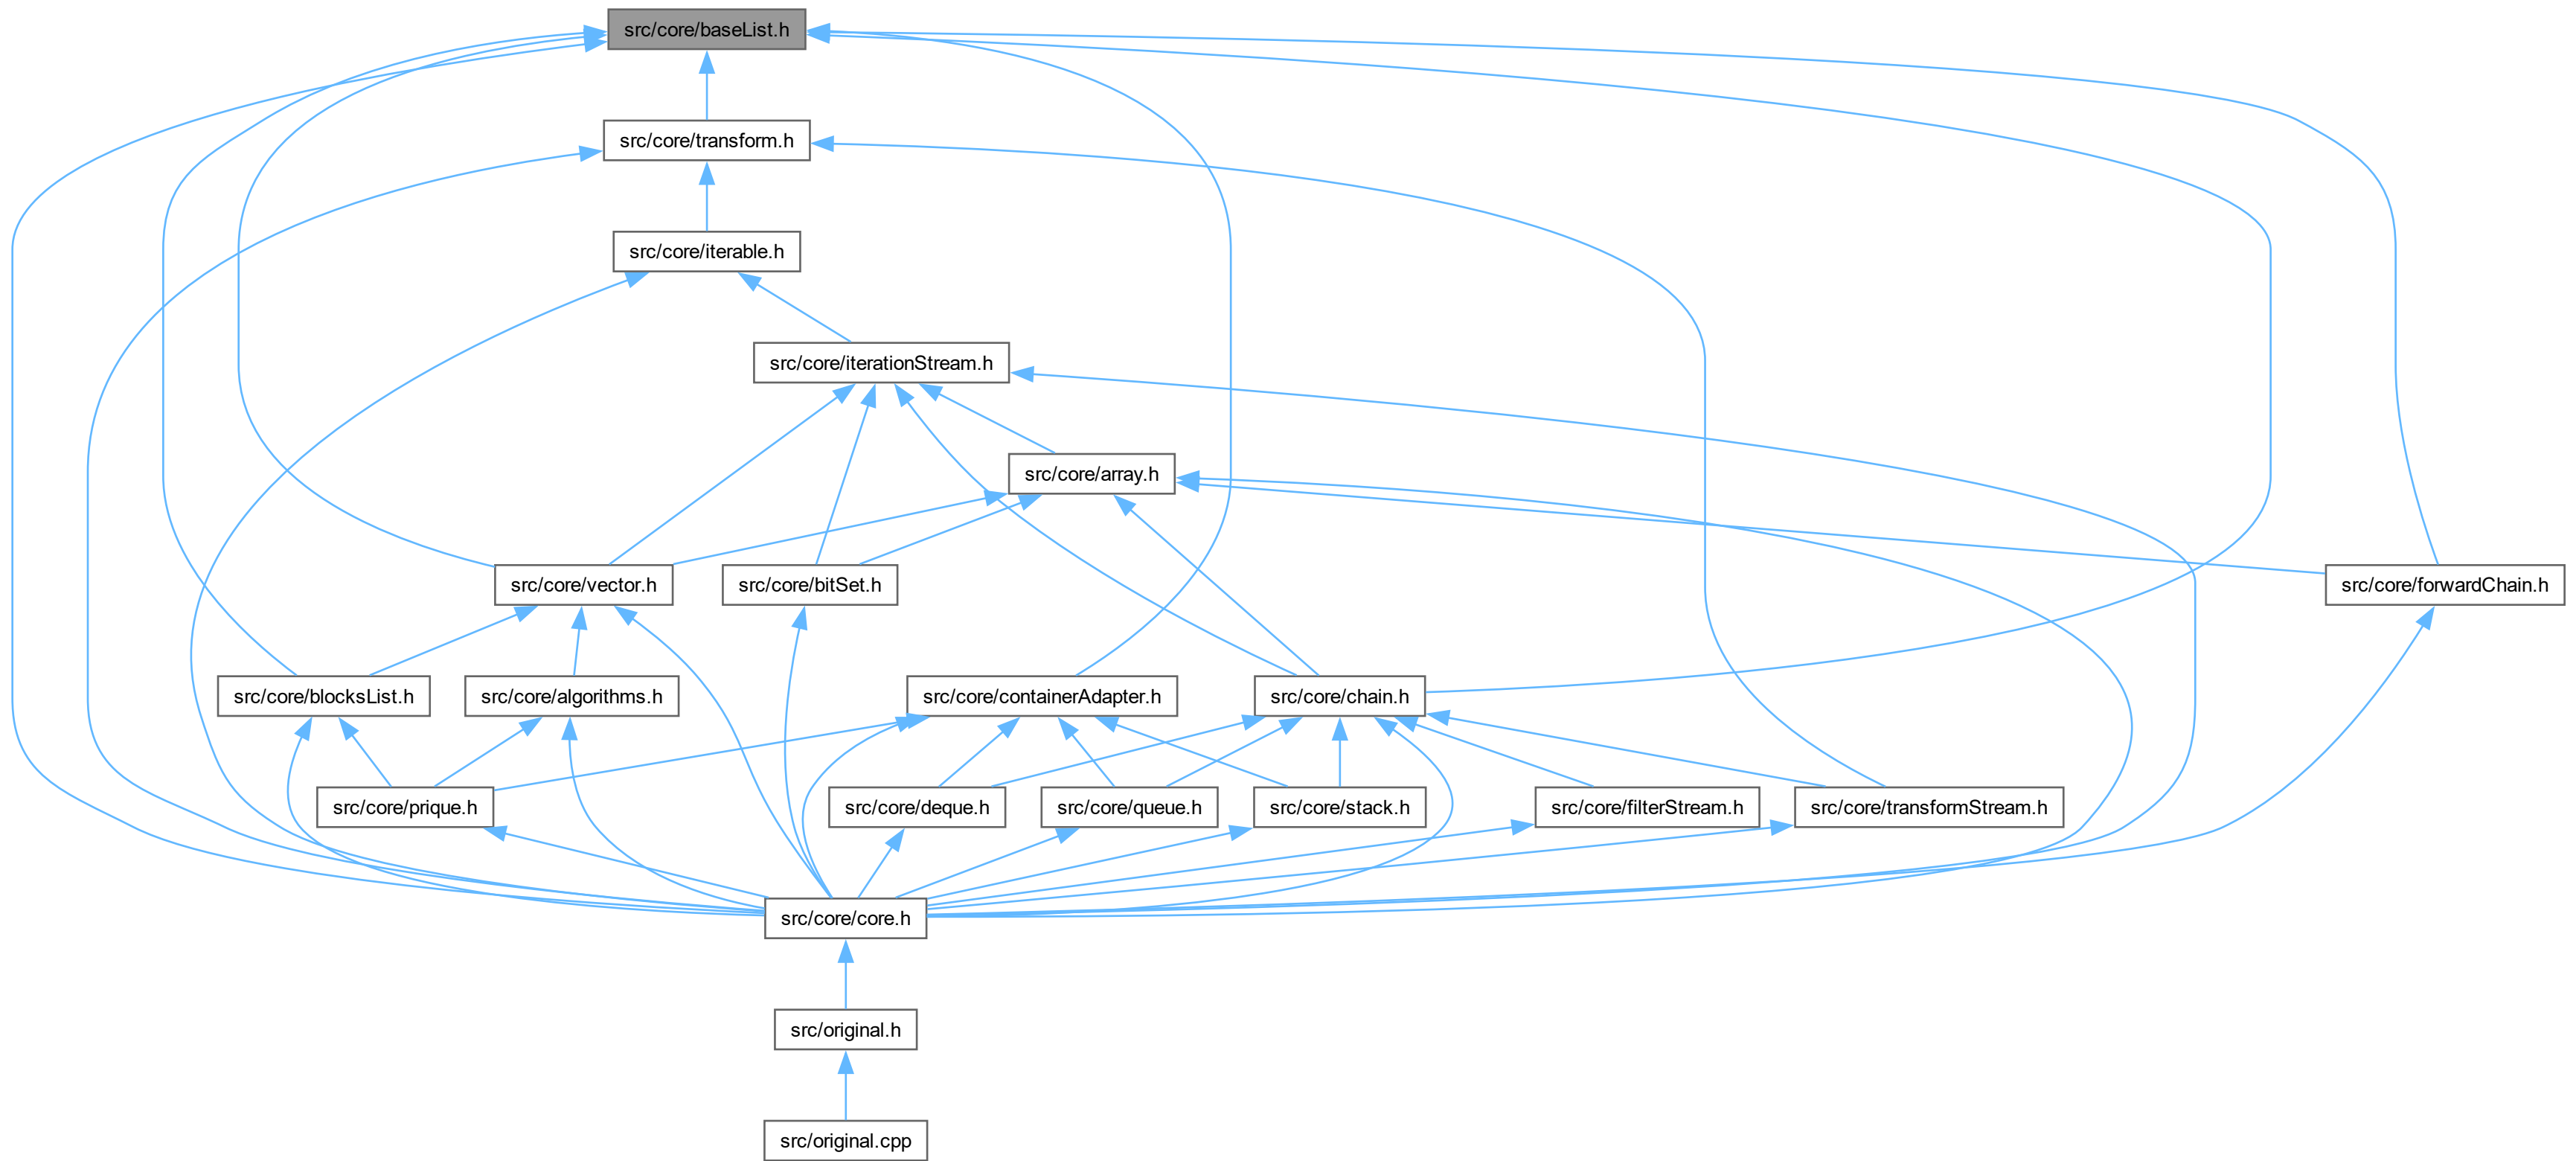 src/core/baseList.h
src/core/transform.h
src/core/iterable.h
src/core/iterationStream.h
src/core/array.h
src/core/vector.h
src/core/bitSet.h
src/core/forwardChain.h
src/core/blocksList.h
src/core/algorithms.h
src/core/containerAdapter.h
src/core/chain.h
src/core/prique.h
src/core/deque.h
src/core/queue.h
src/core/stack.h
src/core/filterStream.h
src/core/transformStream.h
src/core/core.h
src/original.h
src/original.cpp